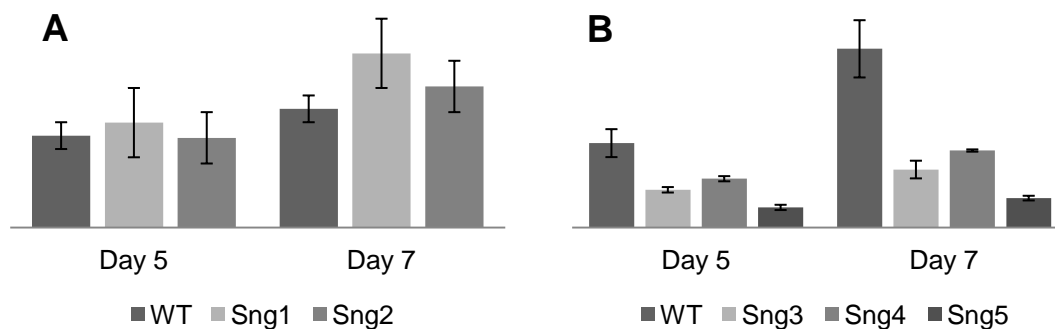 A
B
Day 5 Day 7
Day 5 Day 7
WT Sng1 Sng2
WT Sng3 Sng4 Sng5